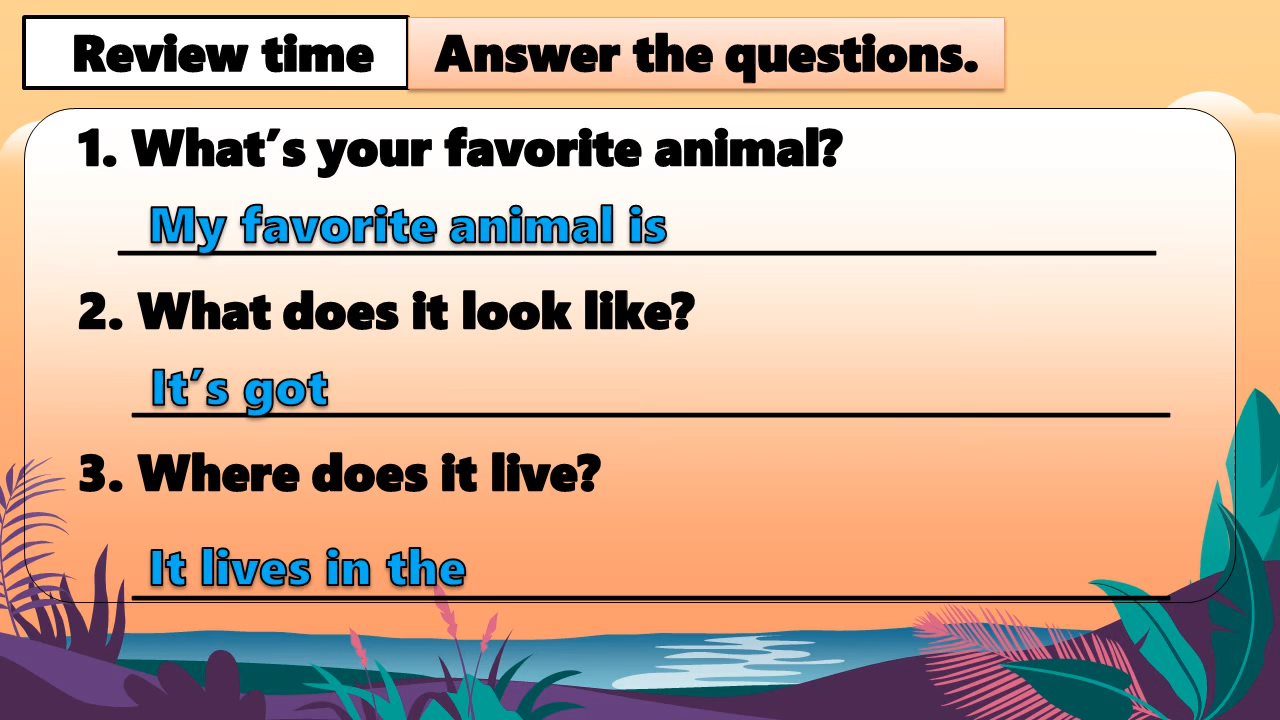 Review time
Answer the questions.
1. What's your favorite animal?
My favorite animal is
2. What does it look like?
It's got
3. Where does it live?
It lives in the